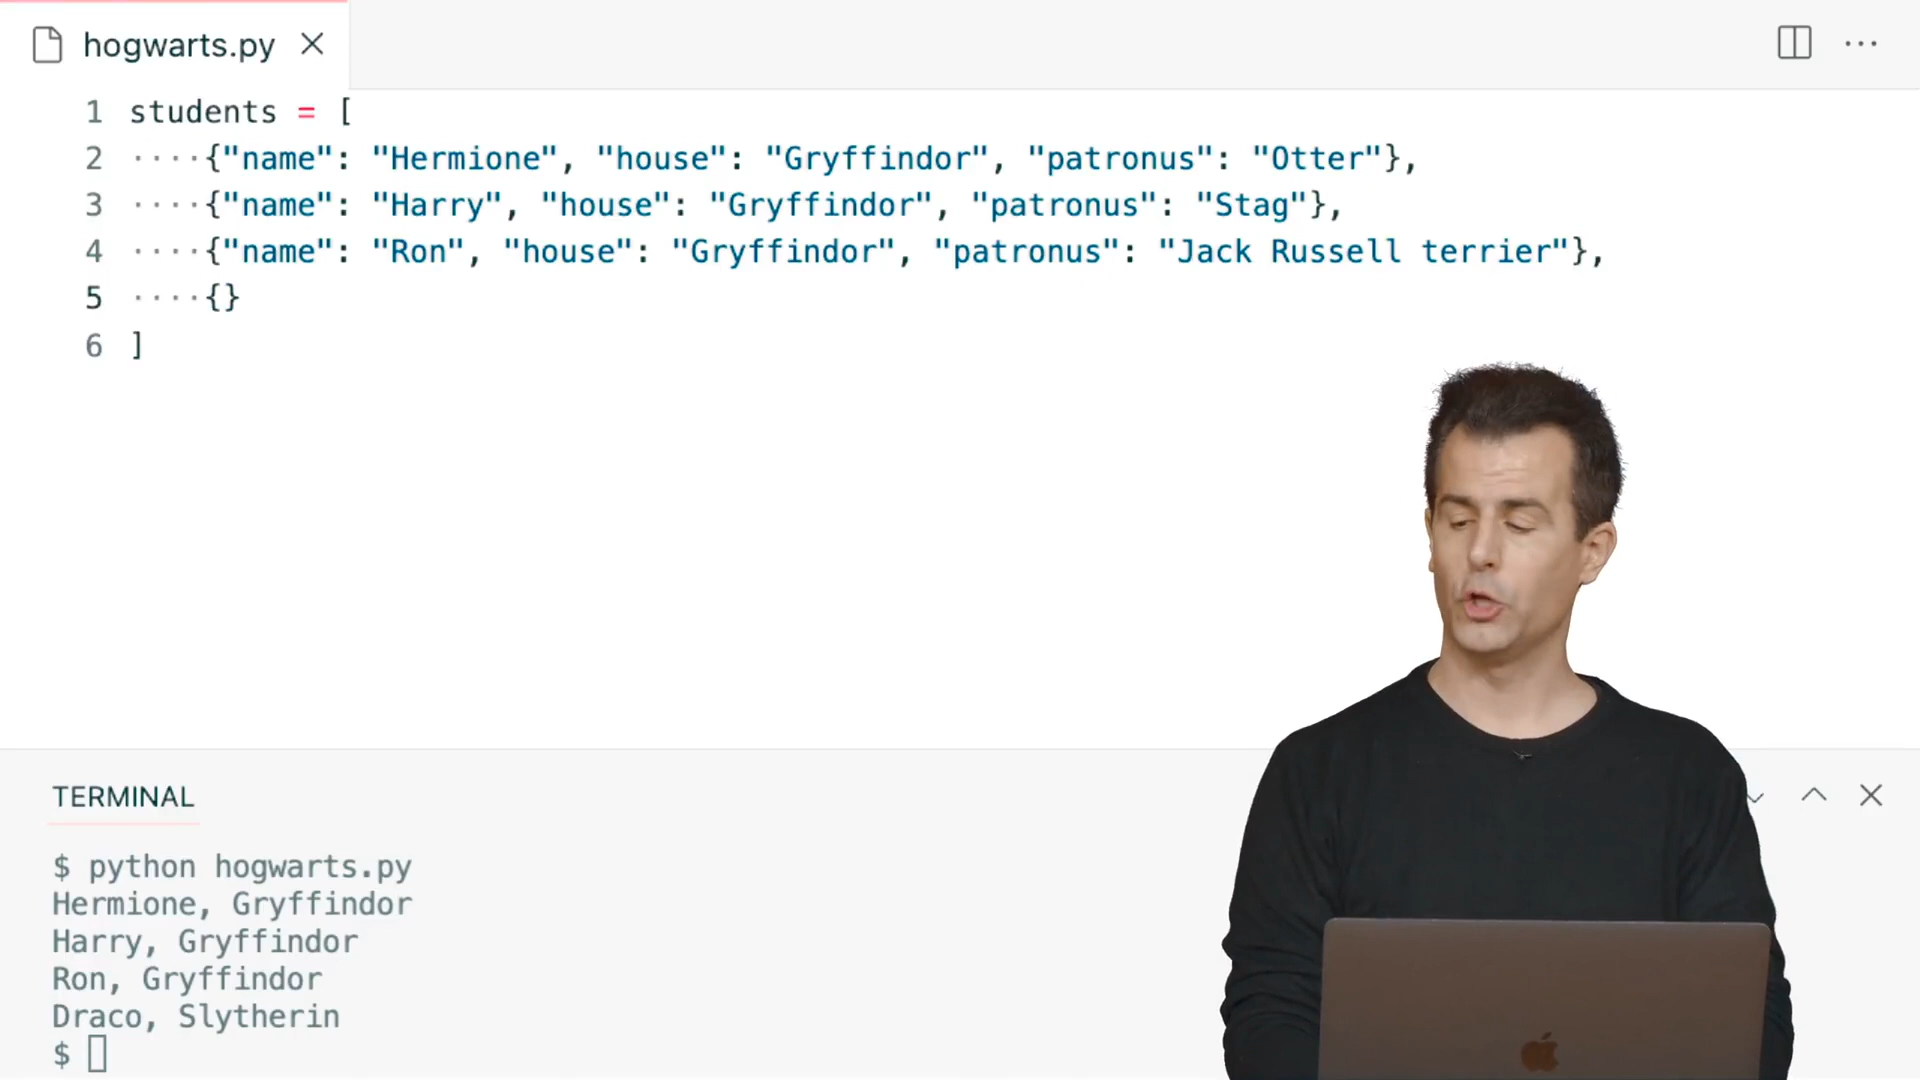 hogwarts.py
1 students = [
2 ····{"name": "Hermione", "house": "Gryffindor", "patronus": "Otter"},
3 ····{"name": "Harry", "house": "Gryffindor", "patronus": "Stag"},
4 ····{"name": "Ron", "house": "Gryffindor", "patronus": "Jack Russell terrier"},
5 ····{}
6 ]
TERMINAL
$ python hogwarts.py
Hermione, Gryffindor
Harry, Gryffindor
Ron, Gryffindor
Draco, Slytherin
$